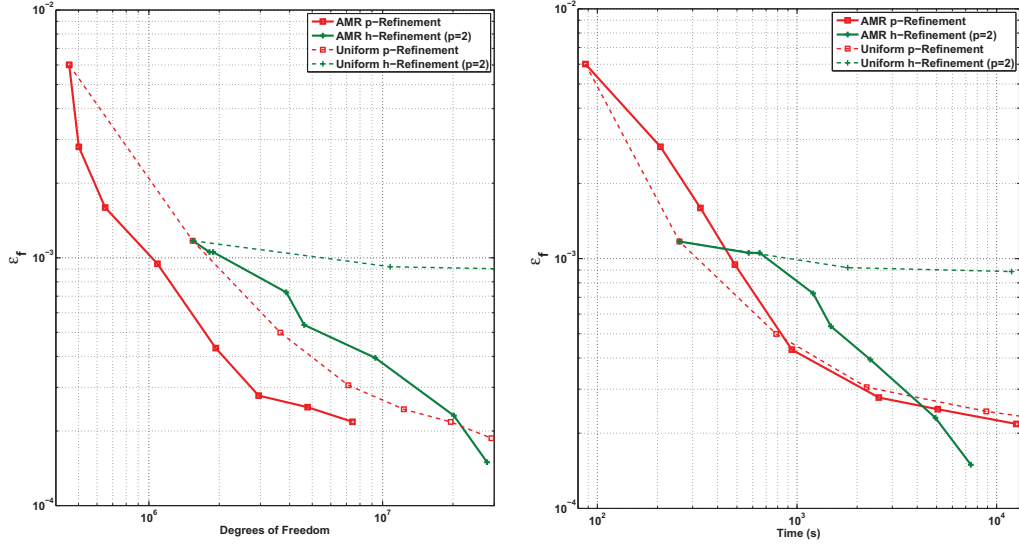 10⁻²
AMR p−Refinement
AMR h−Refinement (p=2)
Uniform p−Refinement
Uniform h−Refinement (p=2)
10⁻³
ε_f
10⁻⁴
10⁶
10⁷
Degrees of Freedom
10⁻²
AMR p−Refinement
AMR h−Refinement (p=2)
Uniform p−Refinement
Uniform h−Refinement (p=2)
10⁻³
ε_f
10⁻⁴
10²
10³
10⁴
Time (s)